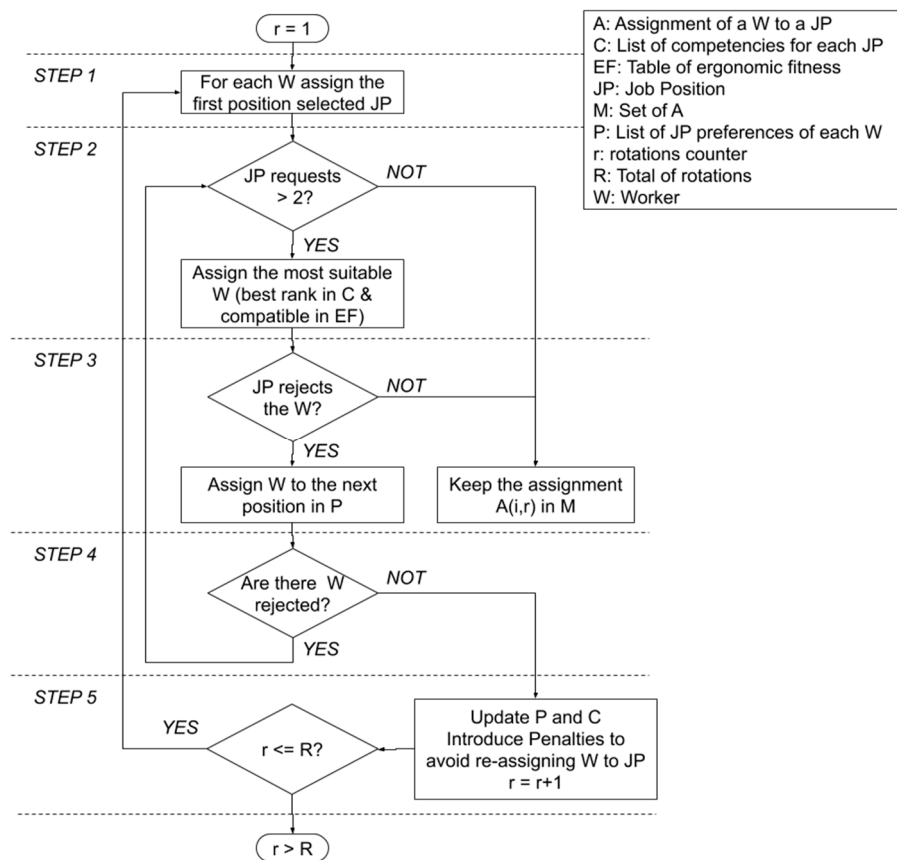 r = 1
A: Assignment of a W to a JP
C: List of competencies for each JP
EF: Table of ergonomic fitness
JP: Job Position
M: Set of A
P: List of JP preferences of each W
r: rotations counter
R: Total of rotations
W: Worker
STEP 1
For each W assign the
first position selected JP
STEP 2
JP requests
> 2?
NOT
YES
Assign the most suitable
W (best rank in C &
compatible in EF)
STEP 3
JP rejects
the W?
NOT
YES
Assign W to the next
position in P
Keep the assignment
A(i,r) in M
STEP 4
Are there W
rejected?
NOT
YES
STEP 5
YES
r <= R?
Update P and C
Introduce Penalties to
avoid re-assigning W to JP
r = r+1
r > R